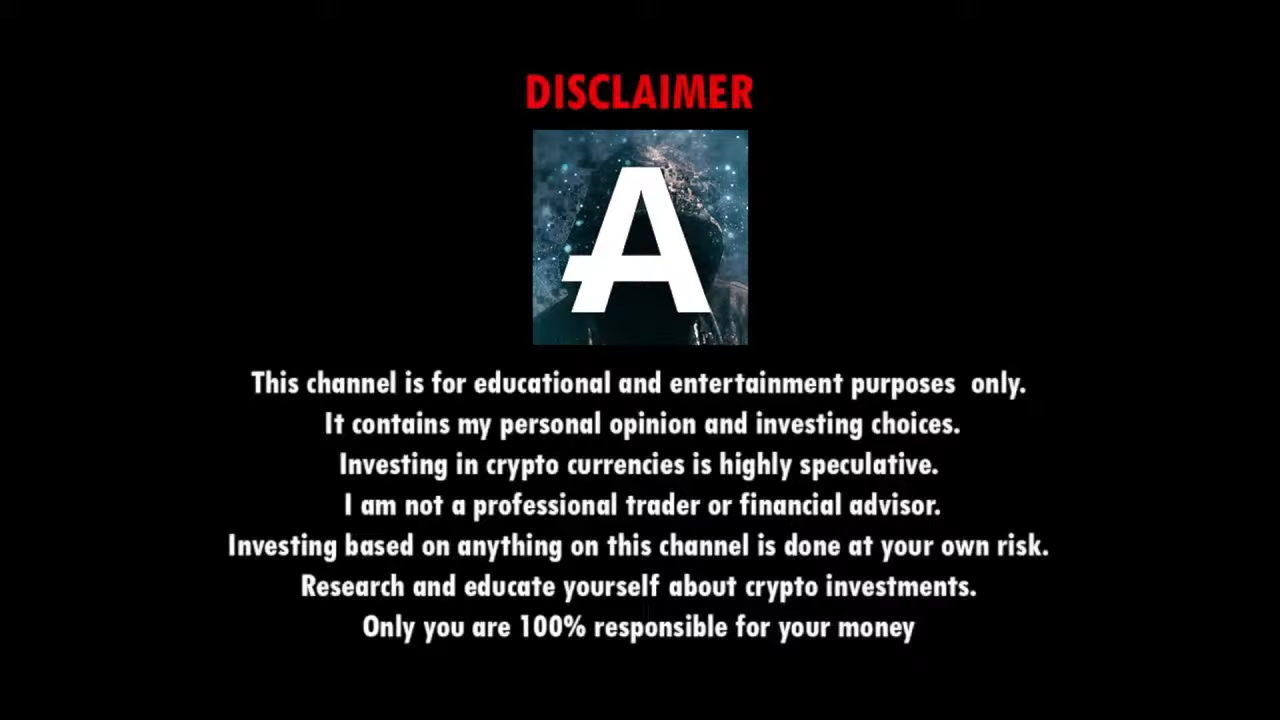 DISCLAIMER
A
This channel is for educational and entertainment purposes  only.
It contains my personal opinion and investing choices.
Investing in crypto currencies is highly speculative.
I am not a professional trader or financial advisor.
Investing based on anything on this channel is done at your own risk.
Research and educate yourself about crypto investments.
Only you are 100% responsible for your money